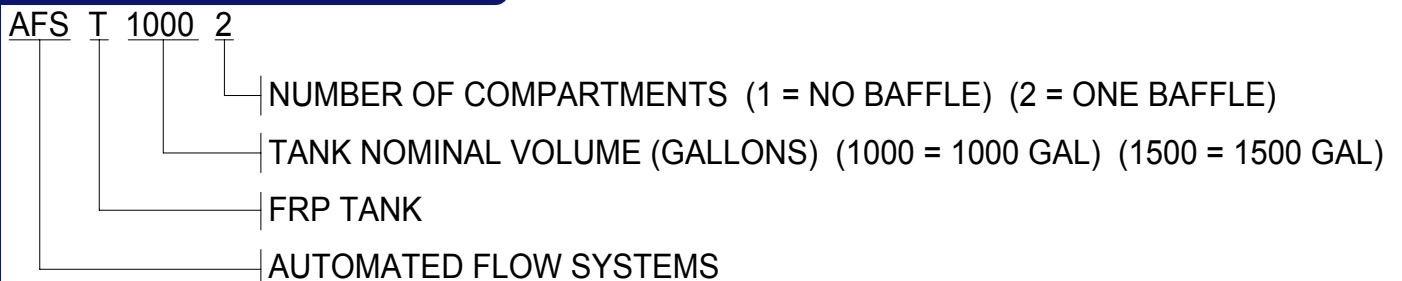 AFS T 1000 2
NUMBER OF COMPARTMENTS (1 = NO BAFFLE) (2 = ONE BAFFLE)
TANK NOMINAL VOLUME (GALLONS) (1000 = 1000 GAL) (1500 = 1500 GAL)
FRP TANK
AUTOMATED FLOW SYSTEMS